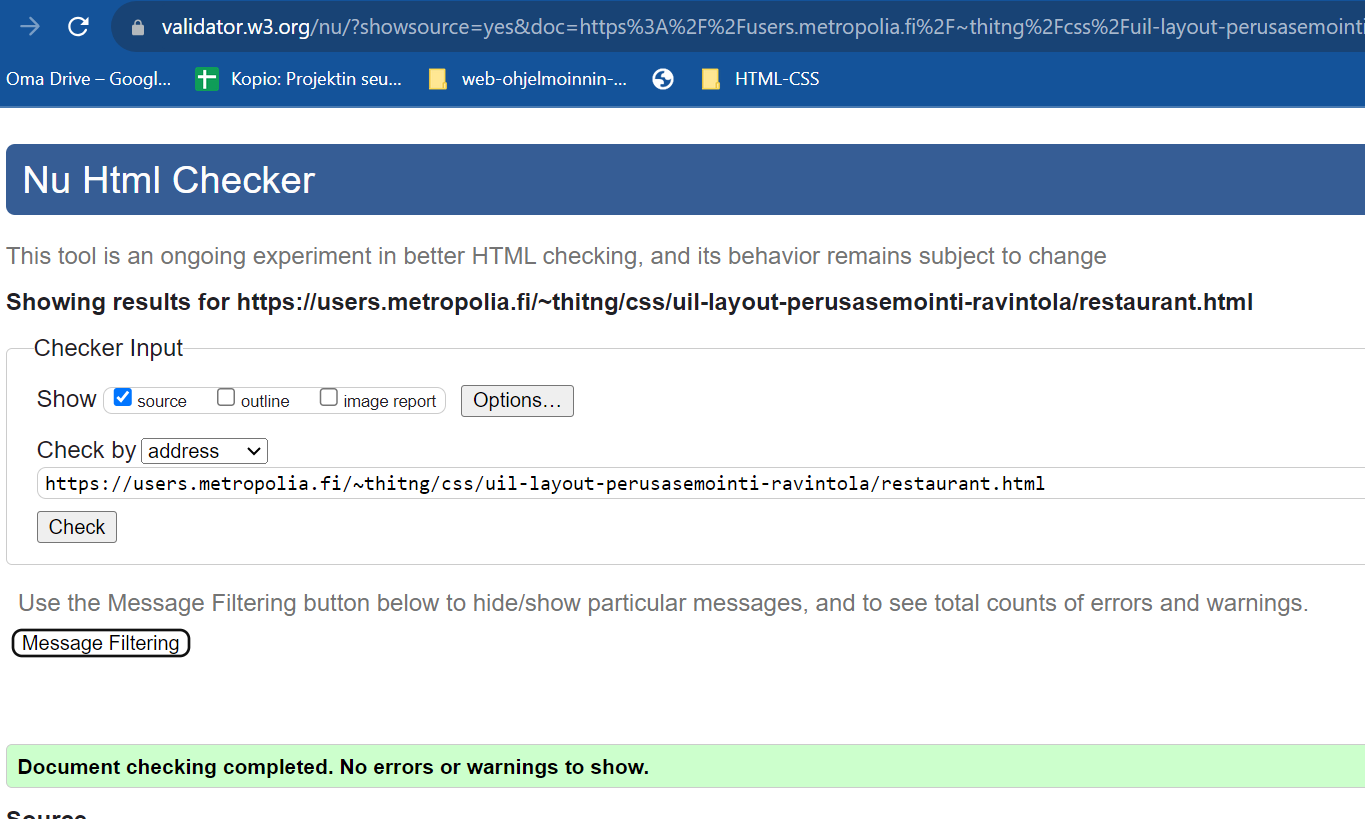 validator.w3.org/nu/?showsource=yes&doc=https%3A%2F%2Fusers.metropolia.fi%2F~thitng%2Fcss%2Fuil-layout-perusasemointi
Oma Drive – Googl... Kopio: Projektin seu... web-ohjelmoinnin-... HTML-CSS
Nu Html Checker
This tool is an ongoing experiment in better HTML checking, and its behavior remains subject to change
Showing results for https://users.metropolia.fi/~thitng/css/uil-layout-perusasemointi-ravintola/restaurant.html
Checker Input
Show source outline image report Options...
Check by address
https://users.metropolia.fi/~thitng/css/uil-layout-perusasemointi-ravintola/restaurant.html
Check
Use the Message Filtering button below to hide/show particular messages, and to see total counts of errors and warnings.
Message Filtering
Document checking completed. No errors or warnings to show.
Source